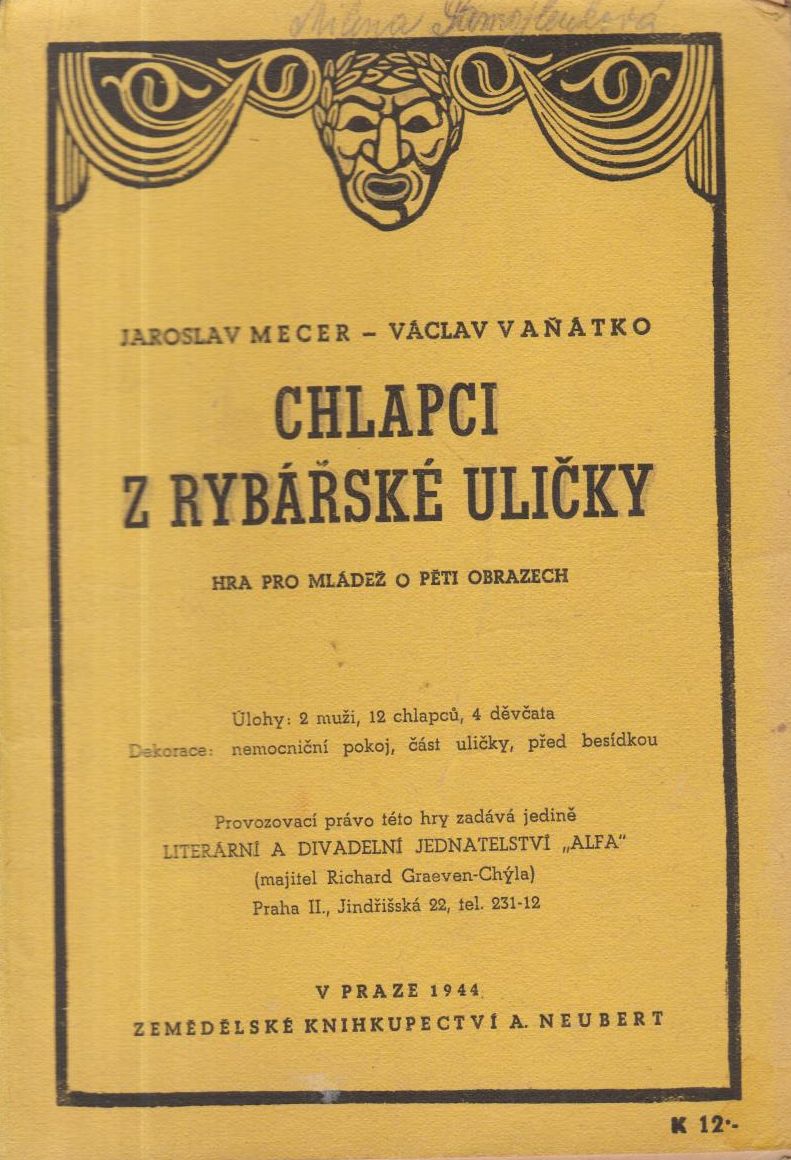 Milena
JAROSLAV MECER – VÁCLAV VAŇÁTKO
CHLAPCI
Z RYBÁŘSKÉ ULIČKY
HRA PRO MLÁDEŽ O PĚTI OBRAZECH
Úlohy: 2 muži, 12 chlapců, 4 děvčata
Dekorace: nemocniční pokoj, část uličky, před besídkou
Provozovací právo této hry zadává jedině
LITERÁRNÍ A DIVADELNÍ JEDNATELSTVÍ „ALFA“
(majitel Richard Graeven-Chýla)
Praha II., Jindřišská 22, tel. 231-12
V PRAZE 1944
ZEMĚDĚLSKÉ KNIHKUPECTVÍ A. NEUBERT
K 12·-